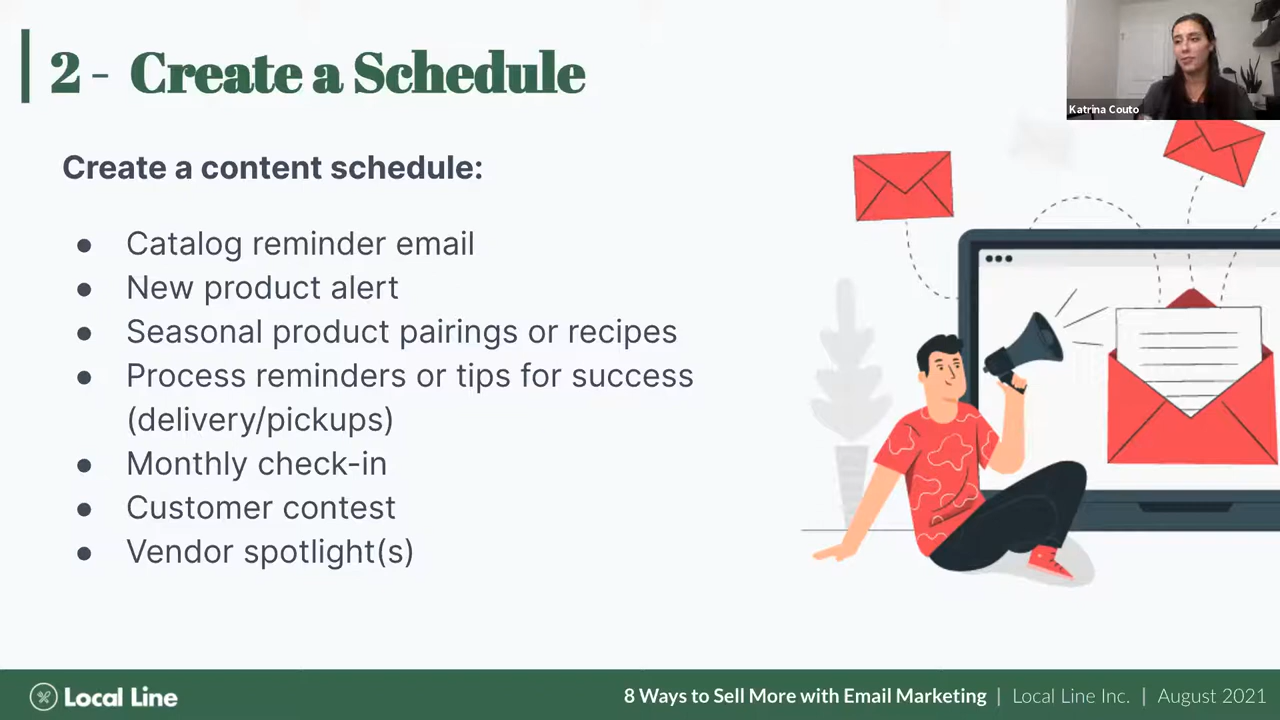 2 - Create a Schedule
Katrina Couto
Create a content schedule:
● Catalog reminder email
● New product alert
● Seasonal product pairings or recipes
● Process reminders or tips for success
(delivery/pickups)
● Monthly check-in
● Customer contest
● Vendor spotlight(s)
Local Line
8 Ways to Sell More with Email Marketing | Local Line Inc. | August 2021